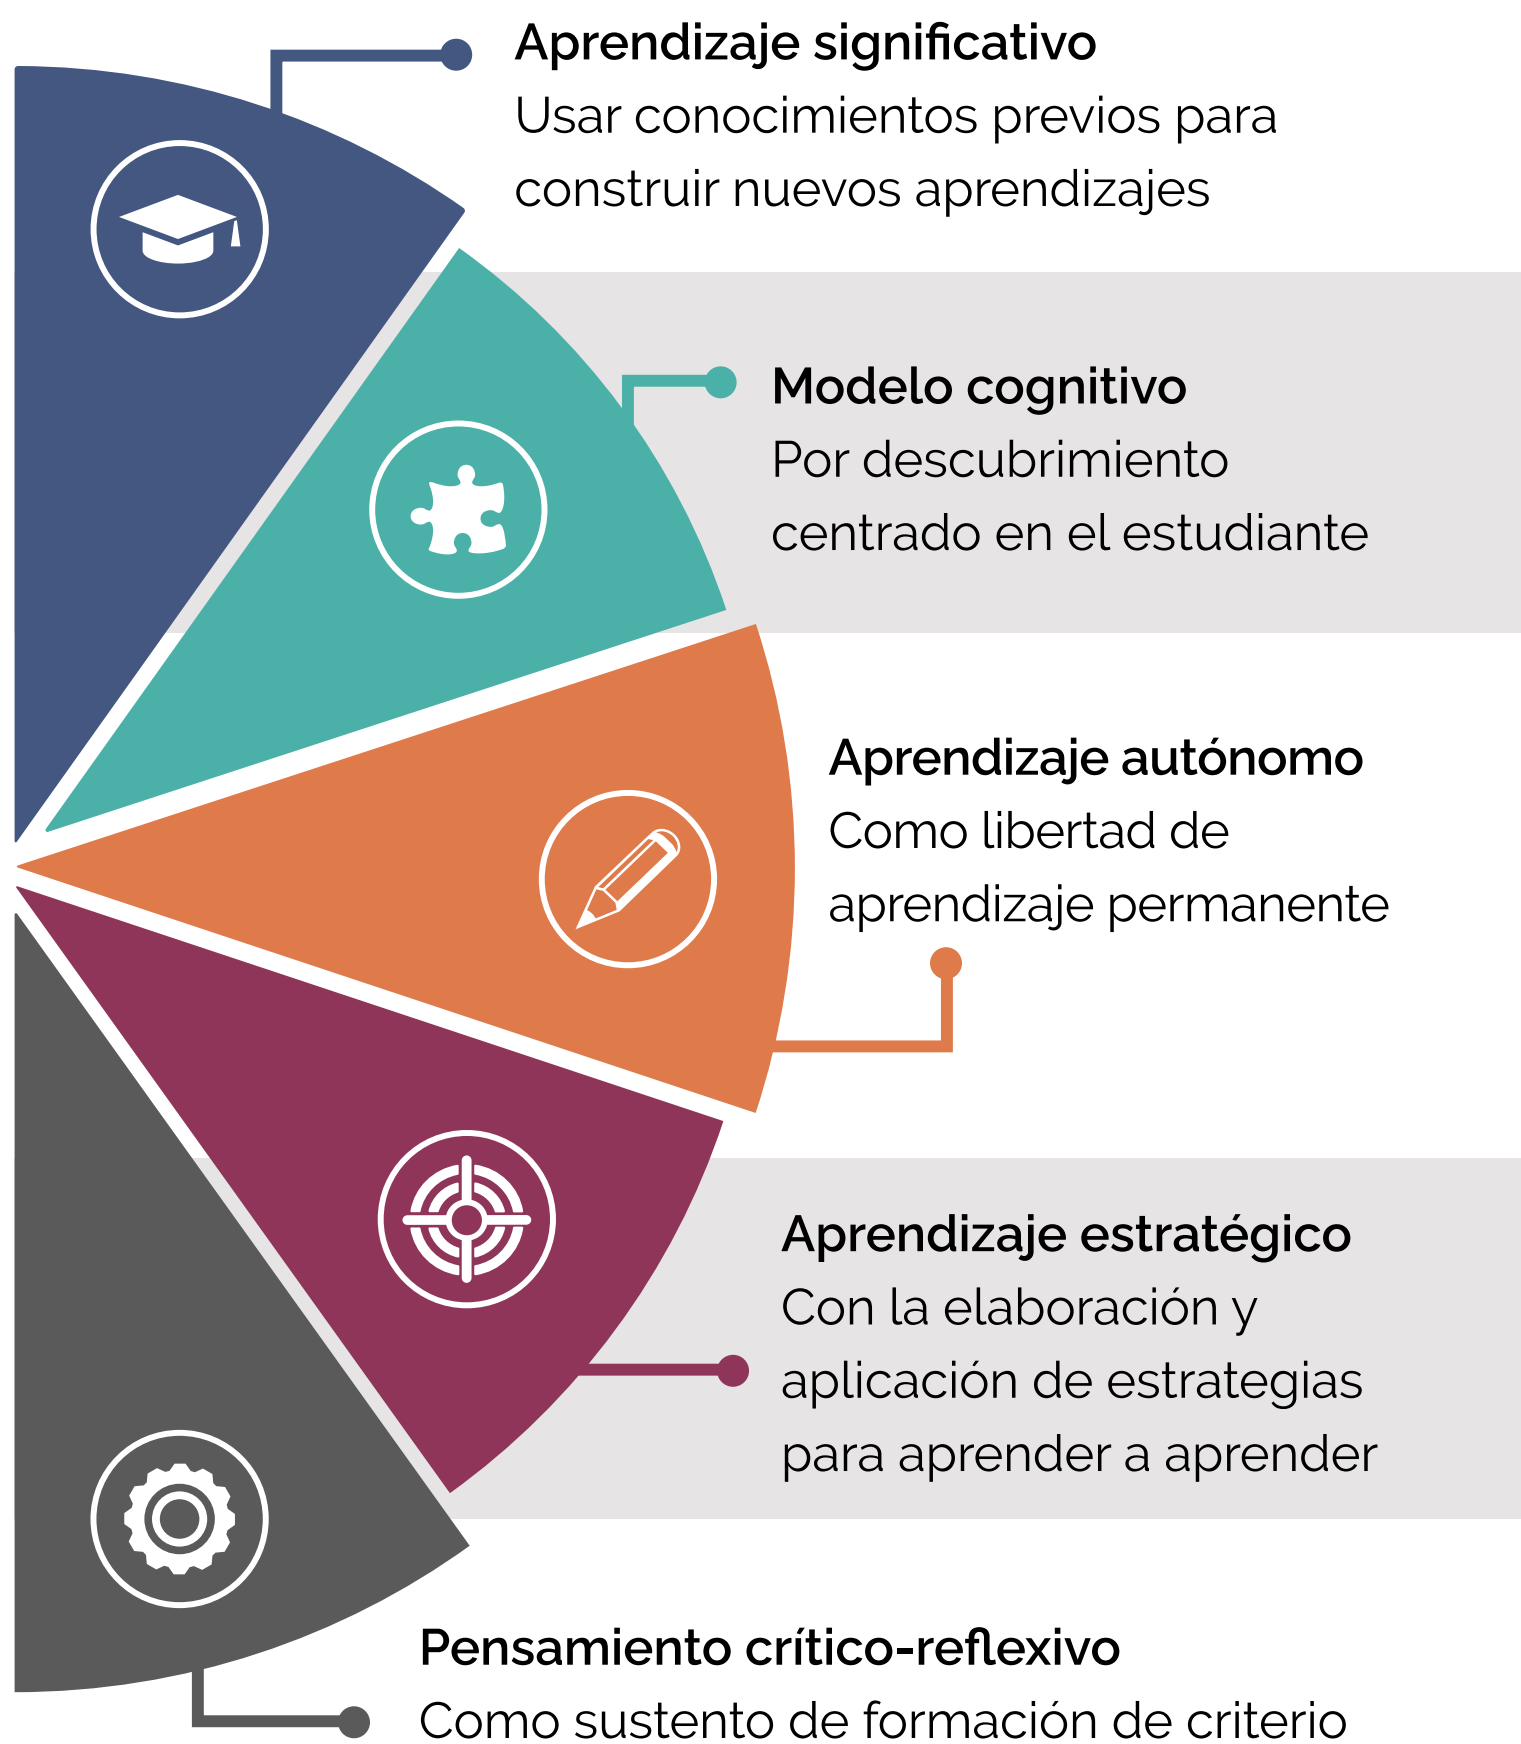 Aprendizaje significativo
Usar conocimientos previos para
construir nuevos aprendizajes
Modelo cognitivo
Por descubrimiento
centrado en el estudiante
Aprendizaje autónomo
Como libertad de
aprendizaje permanente
Aprendizaje estratégico
Con la elaboración y
aplicación de estrategias
para aprender a aprender
Pensamiento crítico-reflexivo
Como sustento de formación de criterio